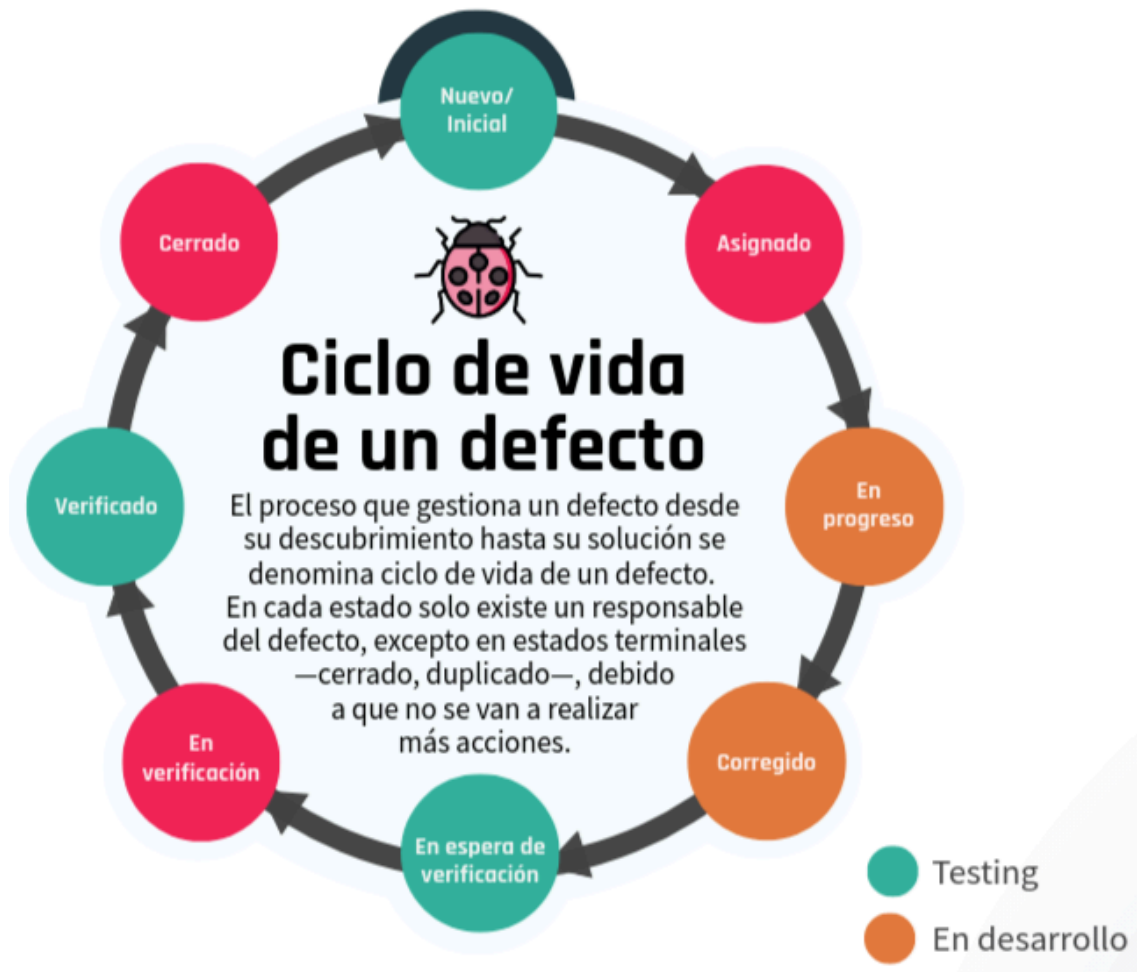 Nuevo/
Inicial
Cerrado
Asignado
Ciclo de vida
de un defecto
El proceso que gestiona un defecto desde
su descubrimiento hasta su solución se
denomina ciclo de vida de un defecto.
En cada estado solo existe un responsable
del defecto, excepto en estados terminales
—cerrado, duplicado—, debido
a que no se van a realizar
más acciones.
Verificado
En
progreso
En
verificación
Corregido
En espera de
verificación
Testing
En desarrollo